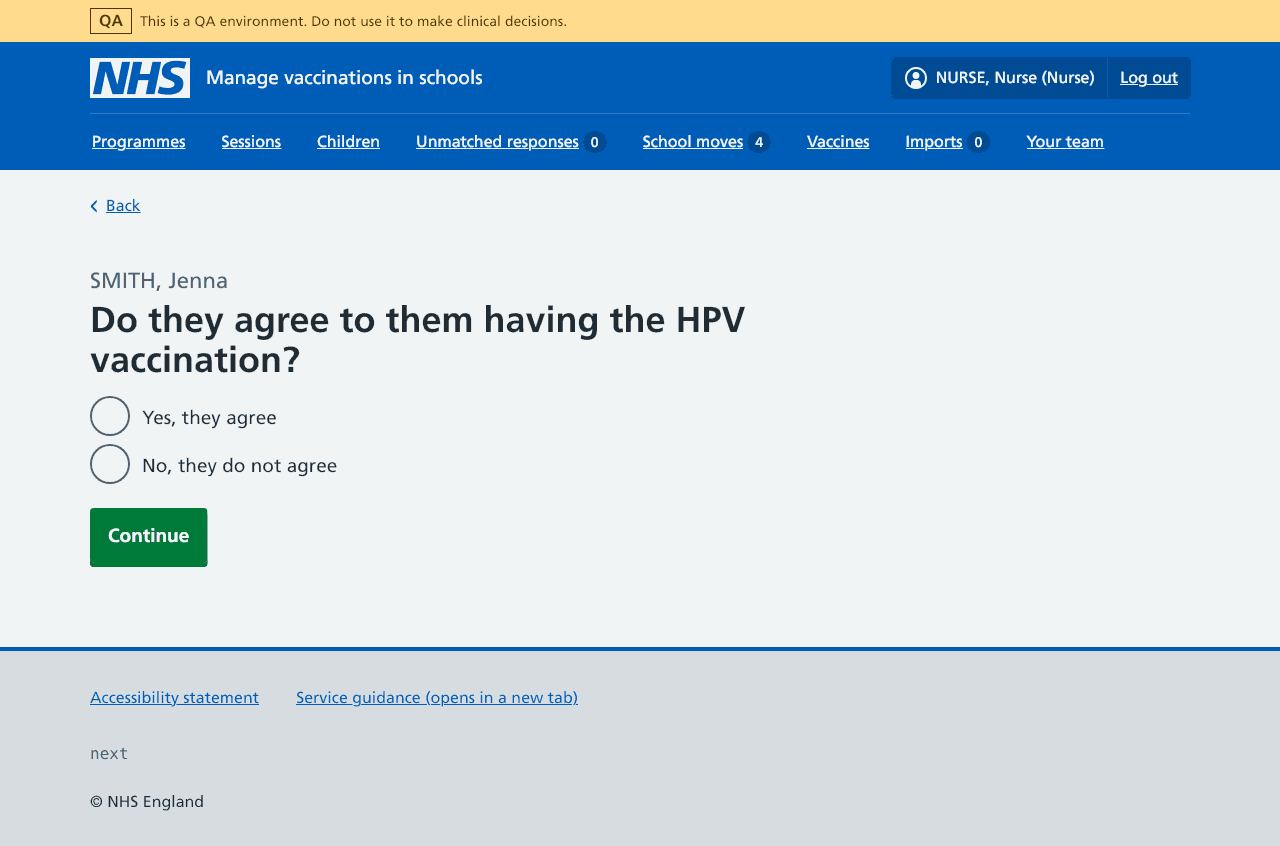 QA This is a QA environment. Do not use it to make clinical decisions.
NHS Manage vaccinations in schools NURSE, Nurse (Nurse) Log out
Programmes Sessions Children Unmatched responses 0 School moves 4 Vaccines Imports 0 Your team
Back
SMITH, Jenna
Do they agree to them having the HPV
vaccination?
Yes, they agree
No, they do not agree
Continue
Accessibility statement Service guidance (opens in a new tab)
next
© NHS England